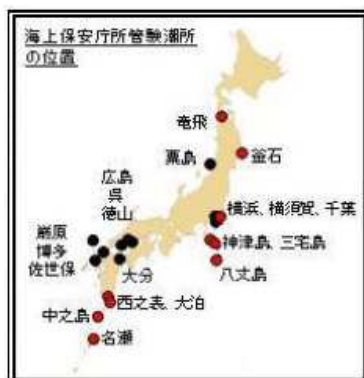 海上保安庁所管験潮所
の位置
竜飛
粟島
釜石
広島
呉
徳山
横浜、横須賀、千葉
厳原
博多
佐世保
神津島、三宅島
大分
八丈島
西之表、大泊
中之島
名瀬